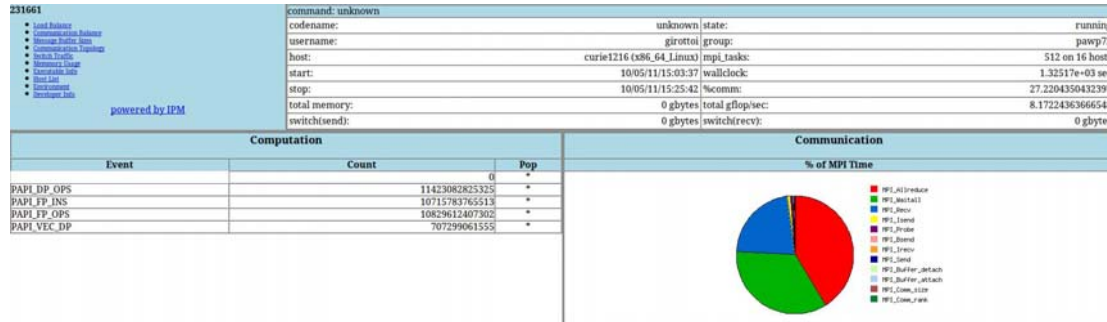 231661
Load Balance
Communication Balance
Message Buffer Sizes
Communication Topology
Switch Traffic
Memory Usage
Executable Info
Host List
Environment
Developer Info
powered by IPM
command: unknown
codename: unknown state: running
username: girottoi group: pawp7
host: curie1216 (x86_64_Linux) mpi_tasks: 512 on 16 host
start: 10/05/11/15:03:37 wallclock: 1.32517e+03 se
stop: 10/05/11/15:25:42 %comm: 27.220435043239
total memory: 0 gbytes total gflop/sec: 8.1722436366654
switch(send): 0 gbytes switch(recv): 0 gbyte
Computation
Event Count Pop
0 *
PAPI_DP_OPS 11423082825325 *
PAPI_FP_INS 10715783765513 *
PAPI_FP_OPS 10829612407302 *
PAPI_VEC_DP 707299061555 *
Communication
% of MPI Time
MPI_Allreduce
MPI_Waitall
MPI_Recv
MPI_Isend
MPI_Probe
MPI_Bsend
MPI_Irecv
MPI_Send
MPI_Buffer_detach
MPI_Buffer_attach
MPI_Comm_size
MPI_Comm_rank